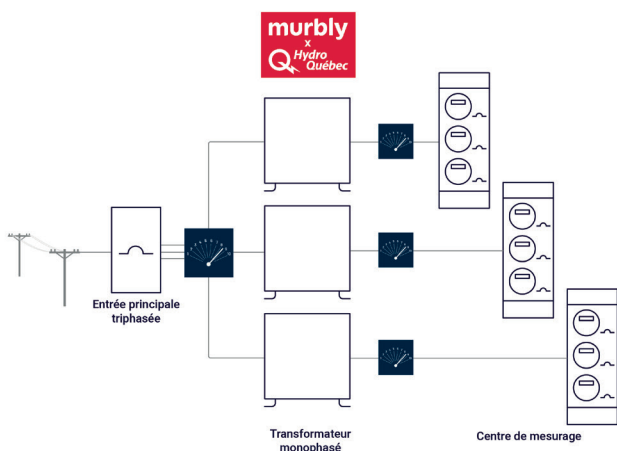 murbly
x
Hydro
Québec
Entrée principale
triphasée
Transformateur
monophasé
Centre de mesurage